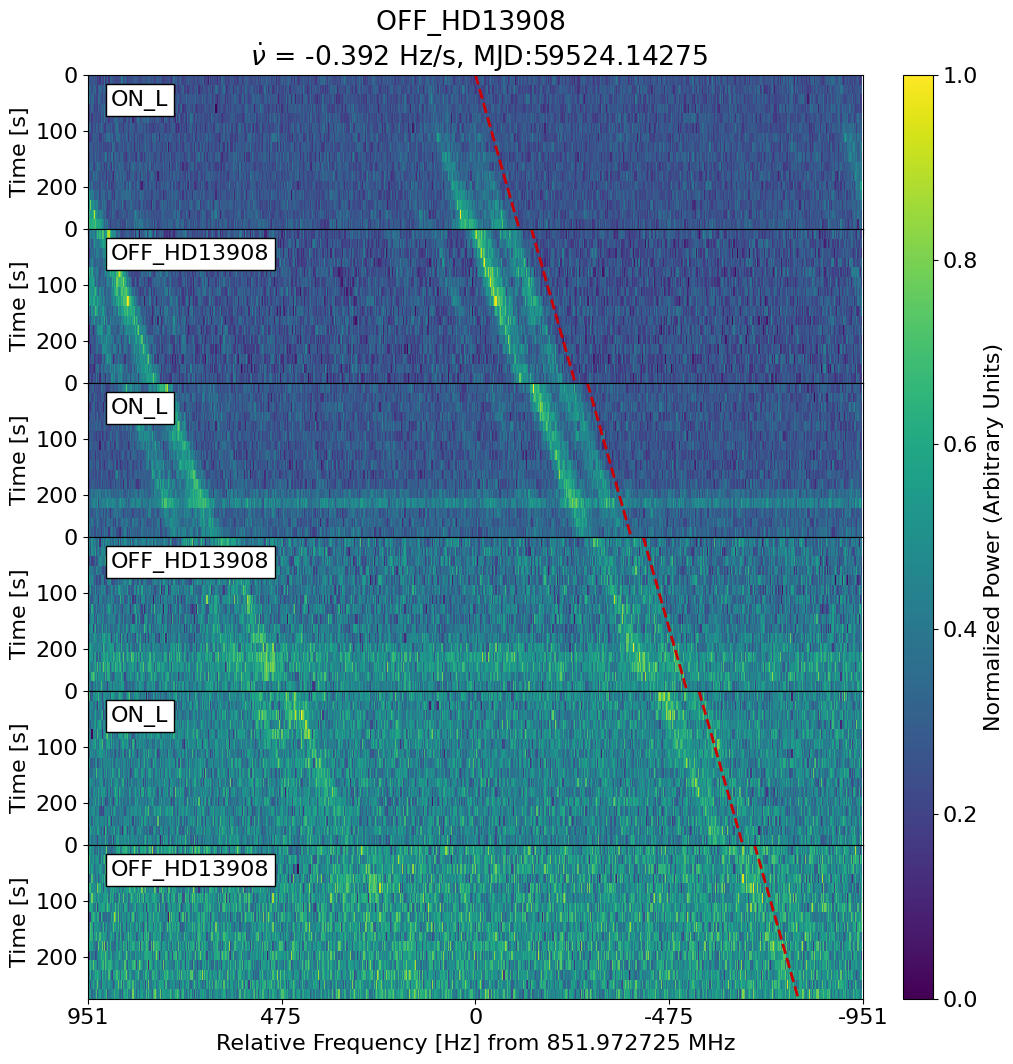 OFF_HD13908
ν̇ = -0.392 Hz/s, MJD:59524.14275
0
ON_L
100
200
Time [s]
0
OFF_HD13908
100
200
Time [s]
0
ON_L
100
200
Time [s]
0
OFF_HD13908
100
200
Time [s]
0
ON_L
100
200
Time [s]
0
OFF_HD13908
100
200
Time [s]
951 475 0 -475 -951
Relative Frequency [Hz] from 851.972725 MHz
1.0
0.8
0.6
0.4
0.2
0.0
Normalized Power (Arbitrary Units)